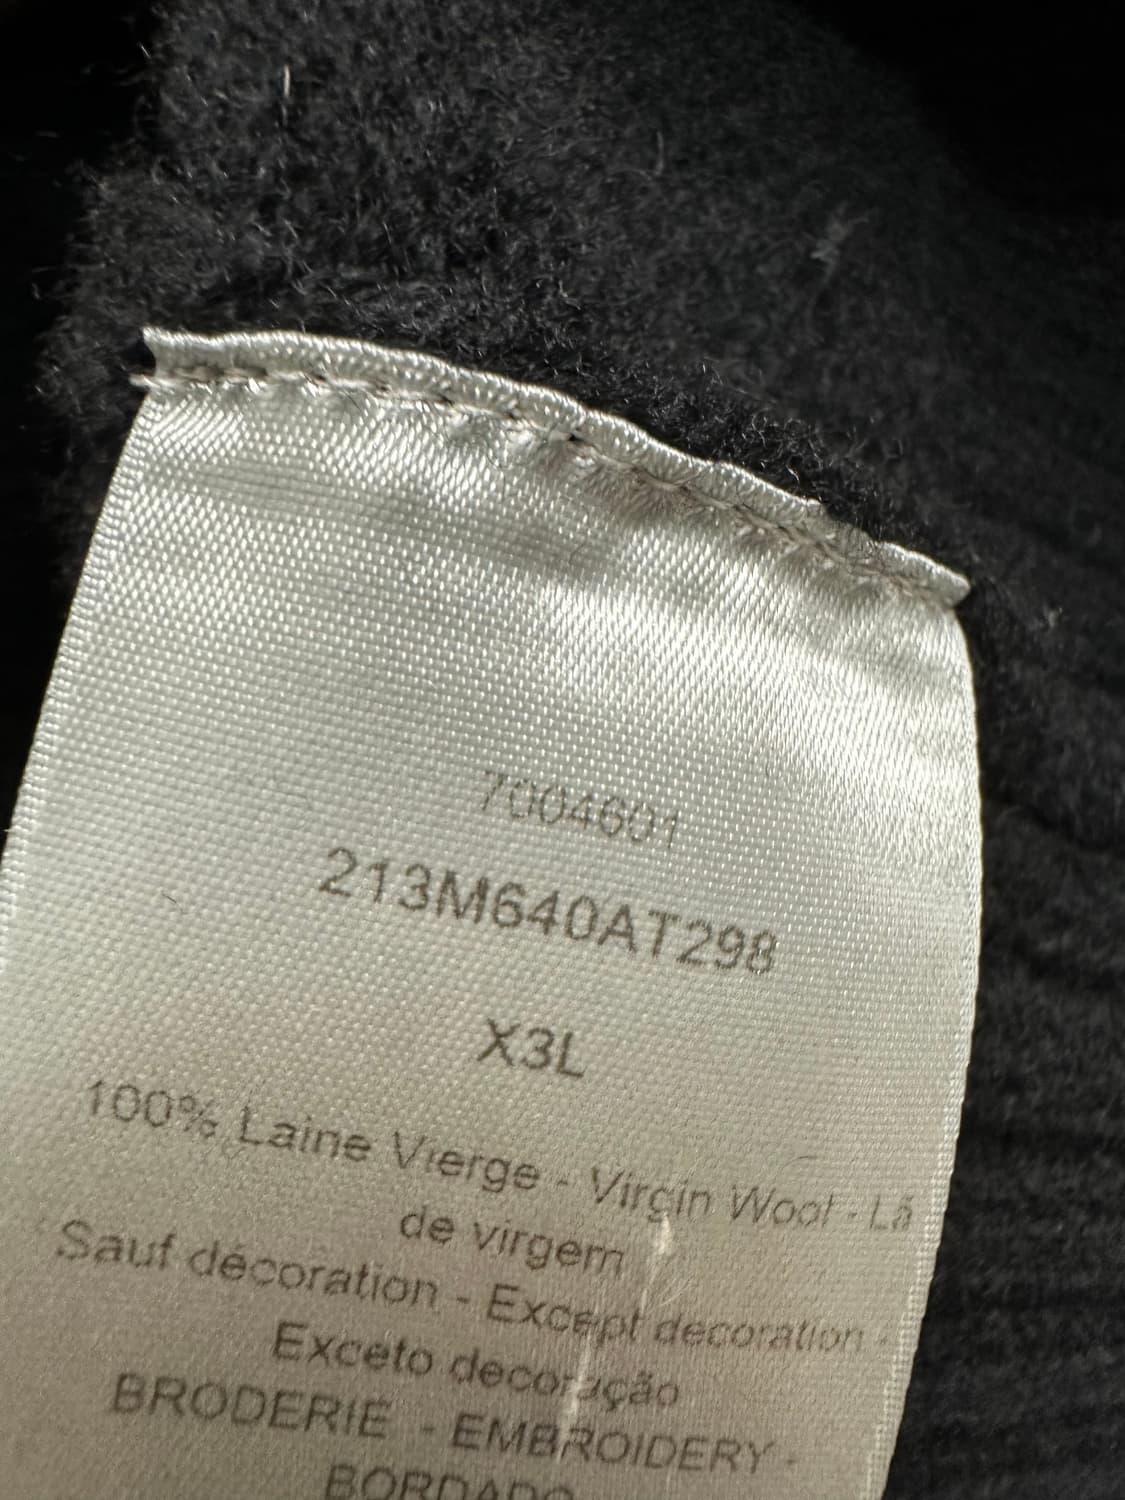 7004601
213M640AT298
X3L
100% Laine Vierge - Virgin Wool - Lã
de virgem
Sauf décoration - Except decoration -
Exceto decoração
BRODERIE - EMBROIDERY -
BORDADO